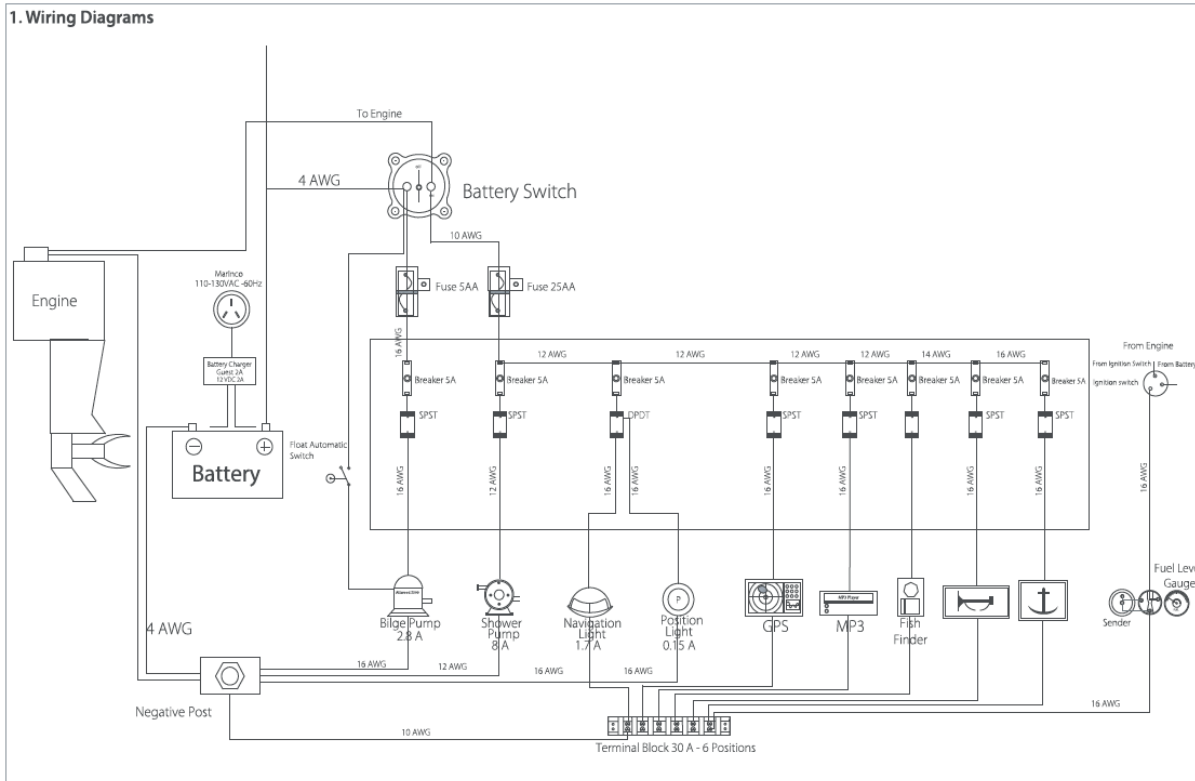 1. Wiring Diagrams
To Engine
4 AWG
Battery Switch
10 AWG
Marinco
110-130VAC -60Hz
Fuse 5AA
Fuse 25AA
Engine
16 AWG
12 AWG
12 AWG
12 AWG
12 AWG
14 AWG
16 AWG
From Engine
From Ignition Switch
From Battery
Ignition switch
Battery Charger
Guest 2A
12 VDC 2A
Breaker 5A
Breaker 5A
Breaker 5A
Breaker 5A
Breaker 5A
Breaker 5A
Breaker 5A
Breaker 5A
SPST
SPST
DPDT
SPST
SPST
SPST
SPST
Float Automatic
Switch
Battery
16 AWG
12 AWG
16 AWG
16 AWG
16 AWG
16 AWG
16 AWG
16 AWG
16 AWG
16 AWG
MP3 Player
P
Bilge Pump
2.8 A
Shower
Pump
8 A
Navigation
Light
1.7 A
Position
Light
0.15 A
GPS
MP3
Fish
Finder
Fuel Leve
Gauge
Sender
4 AWG
16 AWG
12 AWG
16 AWG
16 AWG
16 AWG
Negative Post
10 AWG
Terminal Block 30 A - 6 Positions